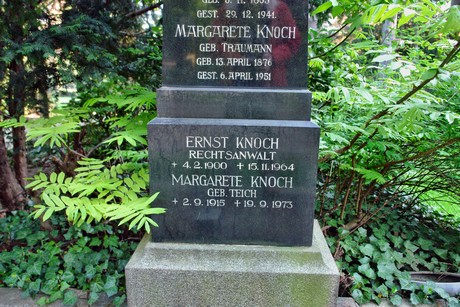 GEST. 29. 12. 1941.
MARGARETE KNOCH
GEB. TRAUMANN
GEB. 13. APRIL 1876
GEST. 6. APRIL 1951
ERNST KNOCH
RECHTSANWALT
+ 4.2.1900 + 15.11.1964
MARGARETE KNOCH
GEB. TEICH
+ 2.9.1915 + 19.9.1973